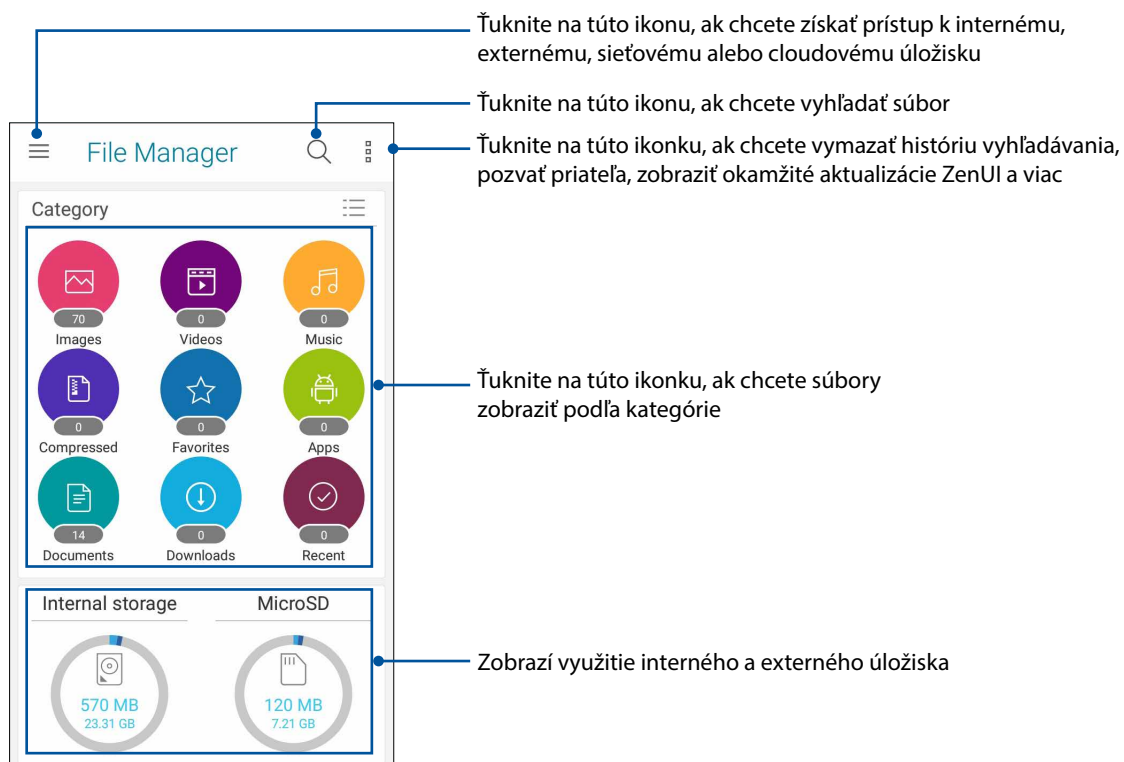 Ťuknite na túto ikonu, ak chcete získať prístup k internému,
externému, sieťovému alebo cloudovému úložisku
Ťuknite na túto ikonu, ak chcete vyhľadať súbor
Ťuknite na túto ikonku, ak chcete vymazať históriu vyhľadávania,
pozvať priateľa, zobraziť okamžité aktualizácie ZenUI a viac
File Manager
Category
70 0 0
Images Videos Music
0 0 0
Compressed Favorites Apps
Ťuknite na túto ikonku, ak chcete súbory
zobraziť podľa kategórie
14 0 0
Documents Downloads Recent
Internal storage MicroSD
570 MB 120 MB
23.31 GB 7.21 GB
Zobrazí využitie interného a externého úložiska